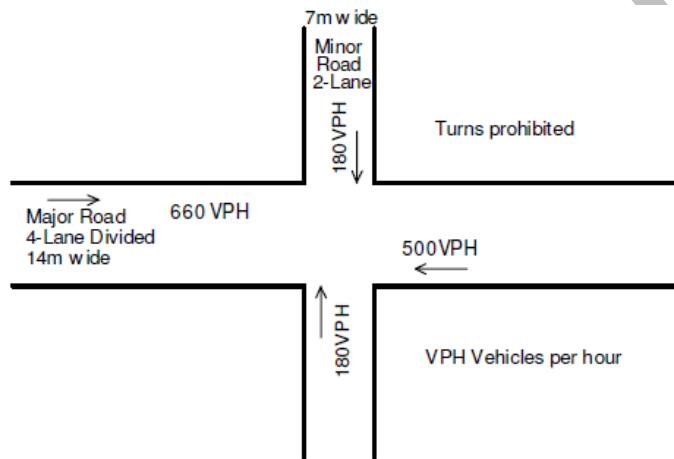 7m wide
Minor
Road
2-Lane
180 VPH
Turns prohibited
660 VPH
Major Road
4-Lane Divided
14m wide
500VPH
180VPH
VPH Vehicles per hour